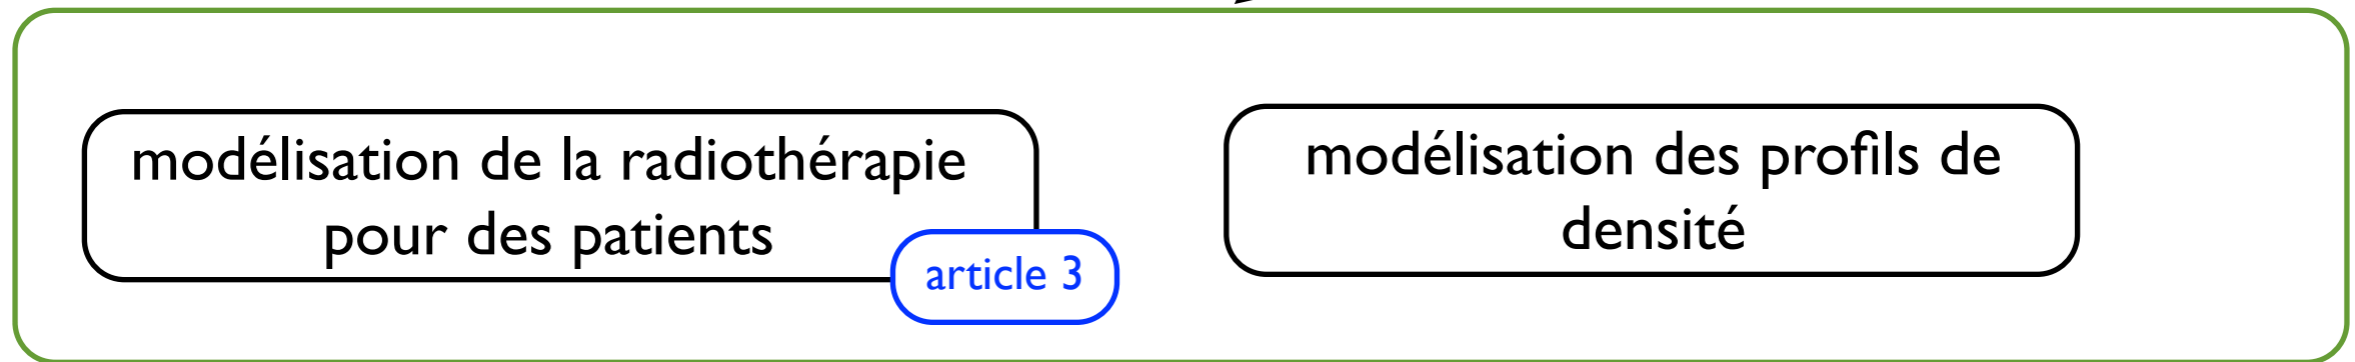 modélisation de la radiothérapie
pour des patients
article 3
modélisation des profils de
densité